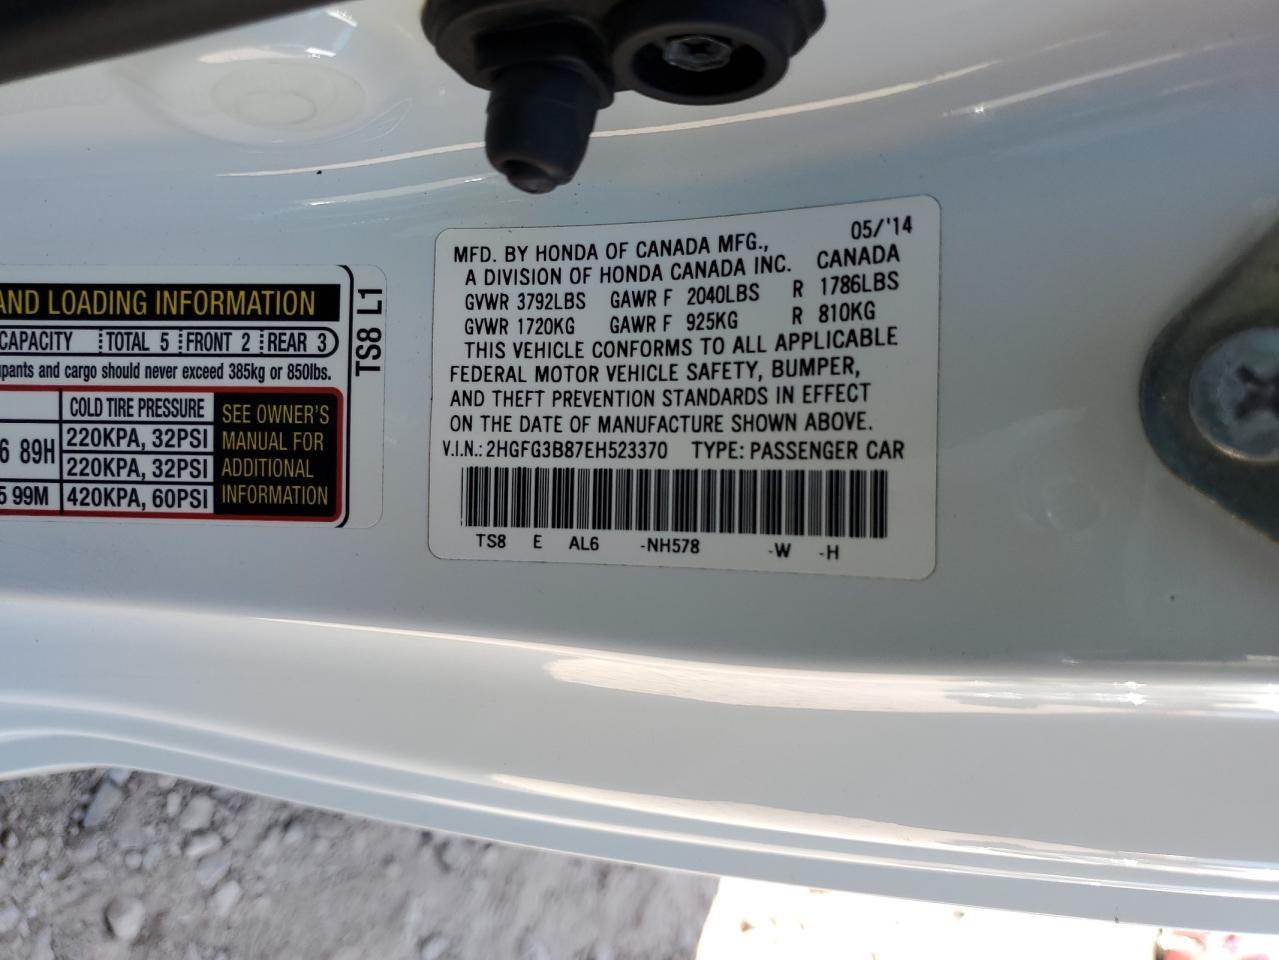 AND LOADING INFORMATION
CAPACITY TOTAL 5 FRONT 2 REAR 3
and cargo should never exceed 385kg or 850lbs.
COLD TIRE PRESSURE
89H 220KPA, 32PSI
220KPA, 32PSI
99M 420KPA, 60PSI
SEE OWNER'S
MANUAL FOR
ADDITIONAL
INFORMATION
TS8 L1
05/'14
MFD. BY HONDA OF CANADA MFG.,
A DIVISION OF HONDA CANADA INC. CANADA
GVWR 3792LBS GAWR F 2040LBS R 1786LBS
GVWR 1720KG GAWR F 925KG R 810KG
THIS VEHICLE CONFORMS TO ALL APPLICABLE
FEDERAL MOTOR VEHICLE SAFETY, BUMPER,
AND THEFT PREVENTION STANDARDS IN EFFECT
ON THE DATE OF MANUFACTURE SHOWN ABOVE.
V.I.N.: 2HGFG3B87EH523370 TYPE: PASSENGER CAR
TS8 E AL6 -NH578 -W -H